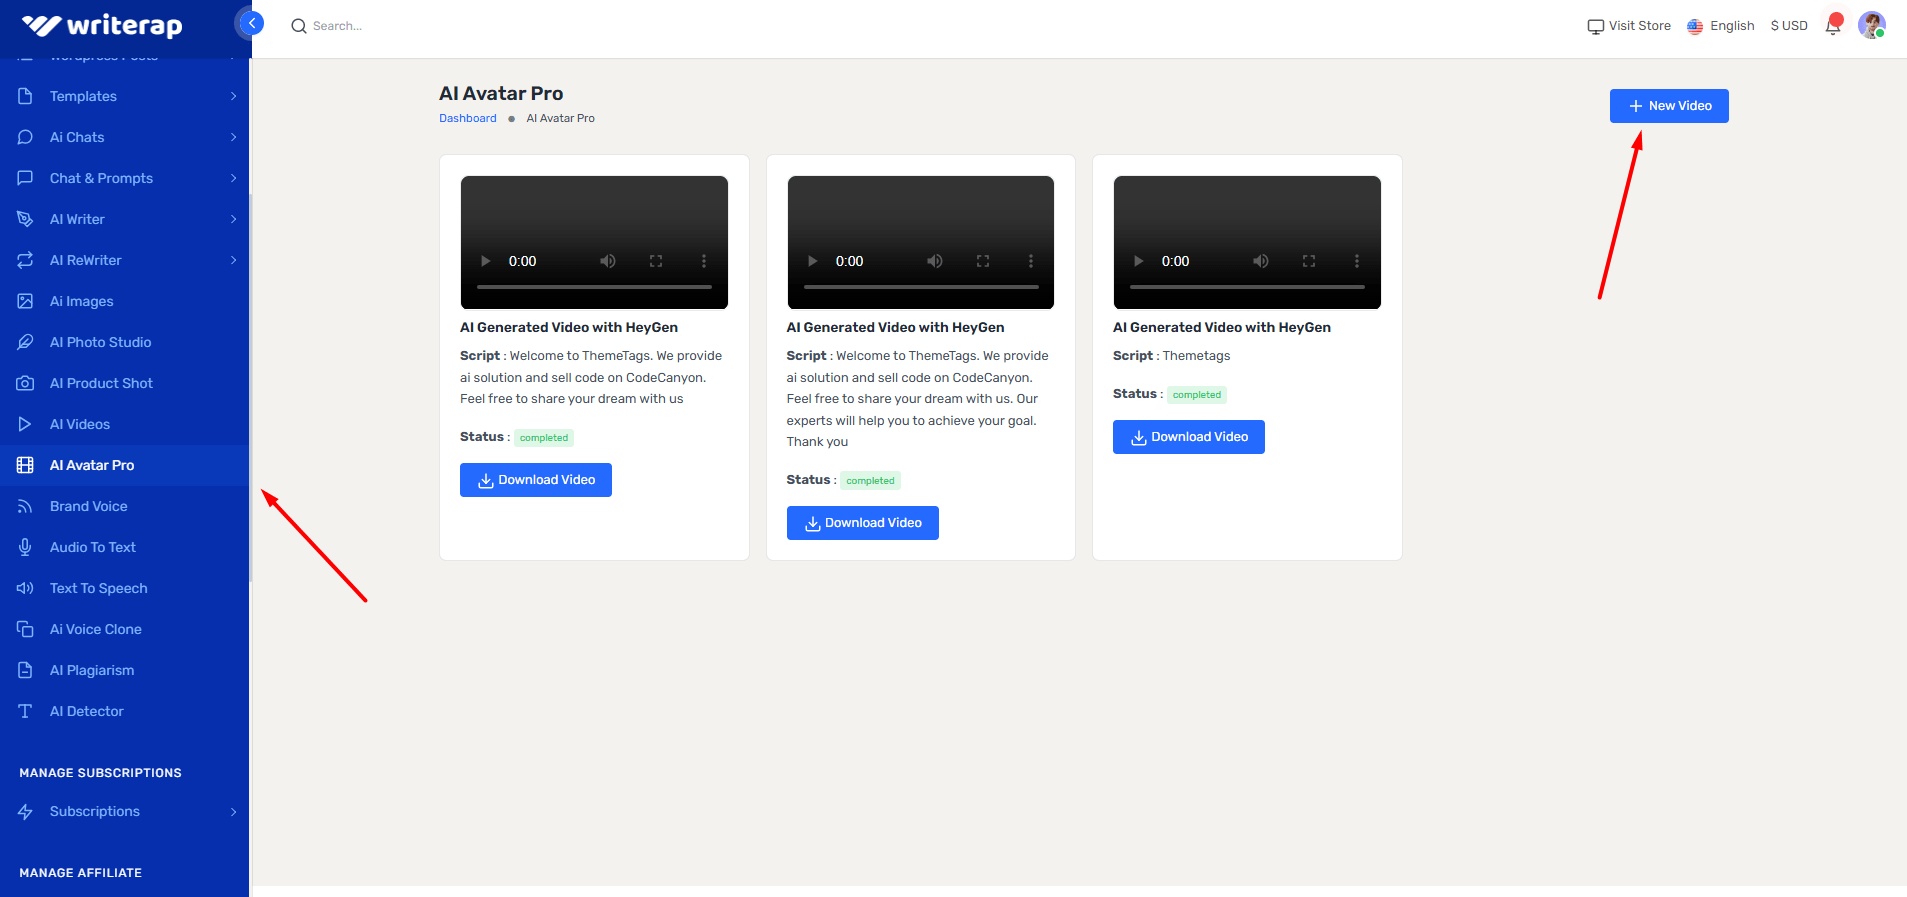 writerap
Search...
Visit Store
English
$ USD
Wordpress Posts
Templates
Ai Chats
Chat & Prompts
AI Writer
AI ReWriter
Ai Images
AI Photo Studio
AI Product Shot
AI Videos
AI Avatar Pro
Brand Voice
Audio To Text
Text To Speech
Ai Voice Clone
AI Plagiarism
AI Detector
MANAGE SUBSCRIPTIONS
Subscriptions
MANAGE AFFILIATE
AI Avatar Pro
Dashboard ● AI Avatar Pro
New Video
0:00
AI Generated Video with HeyGen
Script : Welcome to ThemeTags. We provide
ai solution and sell code on CodeCanyon.
Feel free to share your dream with us
Status : completed
Download Video
0:00
AI Generated Video with HeyGen
Script : Welcome to ThemeTags. We provide
ai solution and sell code on CodeCanyon.
Feel free to share your dream with us. Our
experts will help you to achieve your goal.
Thank you
Status : completed
Download Video
0:00
AI Generated Video with HeyGen
Script : Themetags
Status : completed
Download Video